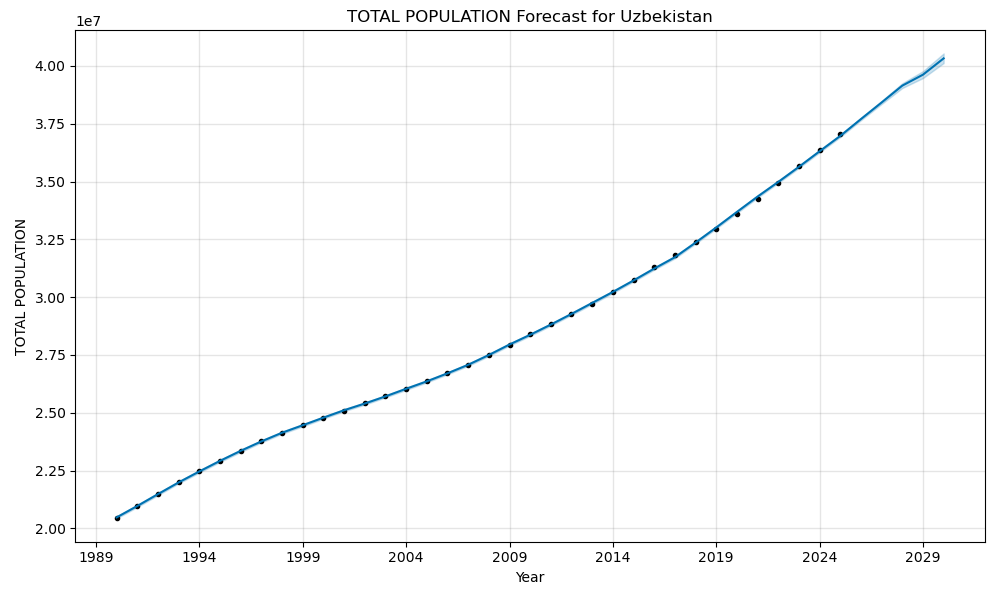 TOTAL POPULATION Forecast for Uzbekistan
1e7
4.00
3.75
3.50
3.25
3.00
2.75
2.50
2.25
2.00
TOTAL POPULATION
1989 1994 1999 2004 2009 2014 2019 2024 2029
Year